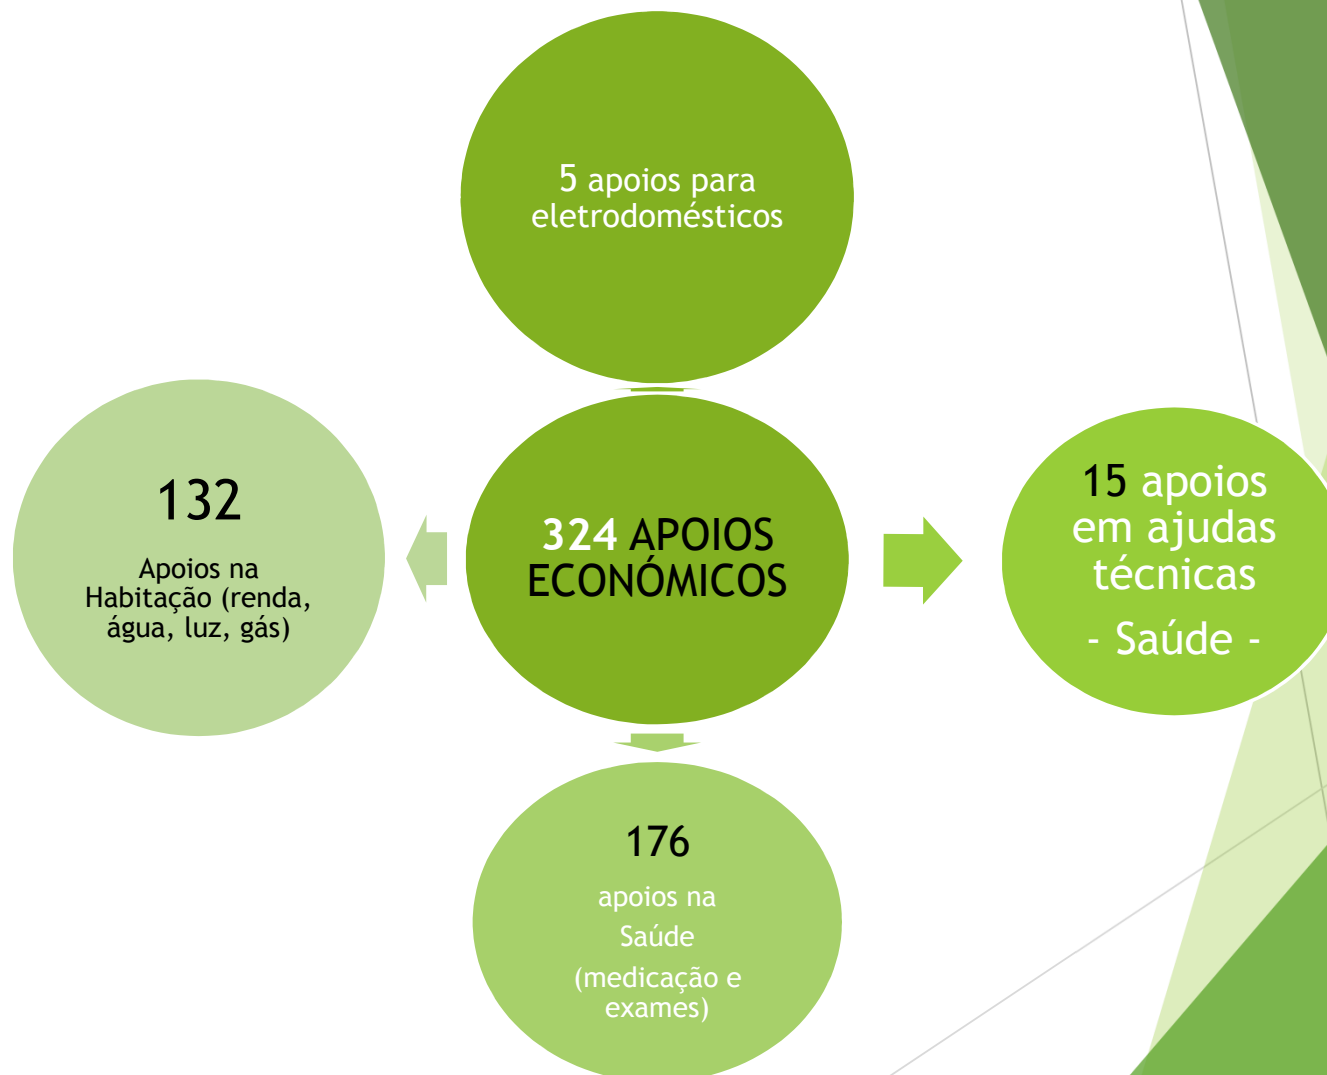 5 apoios para
eletrodomésticos
132
Apoios na
Habitação (renda,
água, luz, gás)
324 APOIOS
ECONÓMICOS
15 apoios
em ajudas
técnicas
- Saúde -
176
apoios na
Saúde
(medicação e
exames)